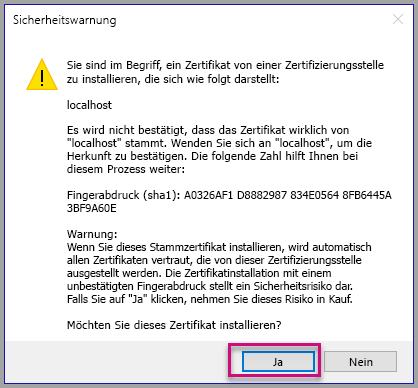 Sicherheitswarnung
Sie sind im Begriff, ein Zertifikat von einer Zertifizierungsstelle
zu installieren, die sich wie folgt darstellt:
localhost
Es wird nicht bestätigt, dass das Zertifikat wirklich von
"localhost" stammt. Wenden Sie sich an "localhost", um die
Herkunft zu bestätigen. Die folgende Zahl hilft Ihnen bei
diesem Prozess weiter:
Fingerabdruck (sha1): A0326AF1 D8882987 834E0564 8FB6445A
3BF9A60E
Warnung:
Wenn Sie dieses Stammzertifikat installieren, wird automatisch
allen Zertifikaten vertraut, die von dieser Zertifizierungsstelle
ausgestellt werden. Die Zertifikatinstallation mit einem
unbestätigten Fingerabdruck stellt ein Sicherheitsrisiko dar.
Falls Sie auf "Ja" klicken, nehmen Sie dieses Risiko in Kauf.
Möchten Sie dieses Zertifikat installieren?
Ja
Nein